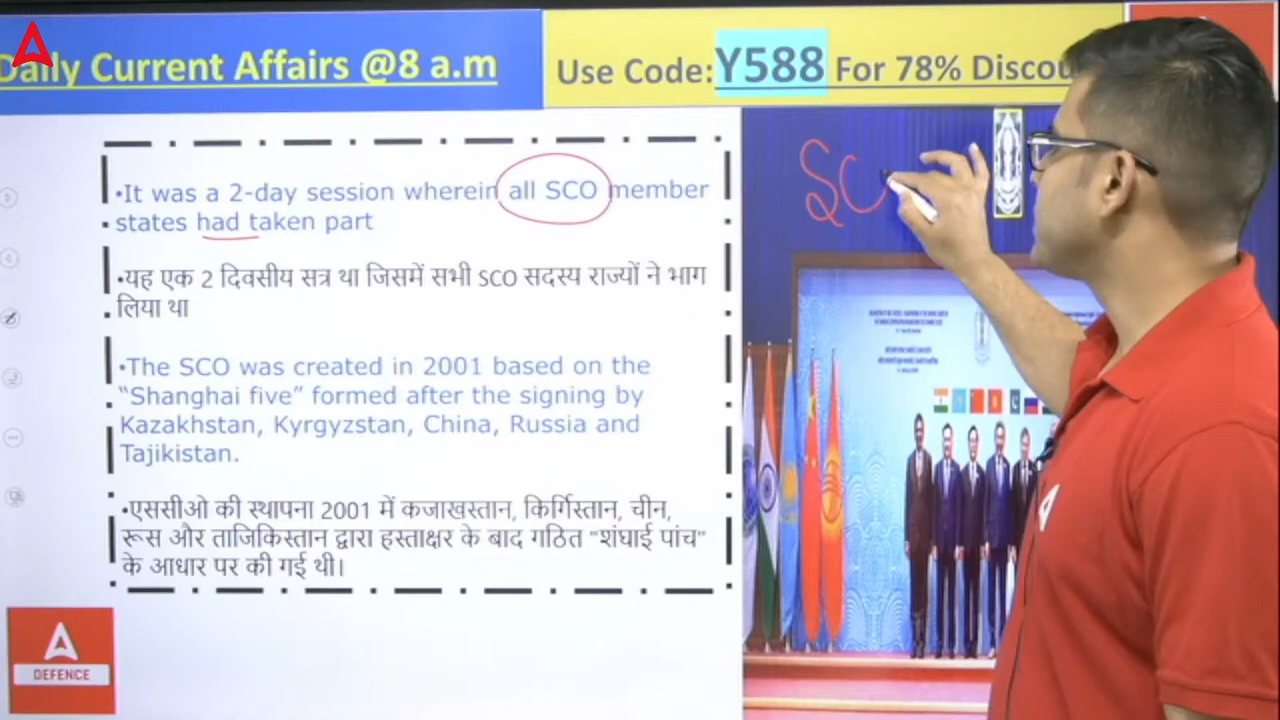 Daily Current Affairs @8 a.m
Use Code:Y588 For 78% Discou
•It was a 2-day session wherein all SCO member
states had taken part
•यह एक 2 दिवसीय सत्र था जिसमें सभी SCO सदस्य राज्यों ने भाग
लिया था
•The SCO was created in 2001 based on the
“Shanghai five” formed after the signing by
Kazakhstan, Kyrgyzstan, China, Russia and
Tajikistan.
•एससीओ की स्थापना 2001 में कजाखस्तान, किर्गिस्तान, चीन,
रूस और ताजिकिस्तान द्वारा हस्ताक्षर के बाद गठित "शंघाई पांच"
के आधार पर की गई थी।
SC
DEFENCE